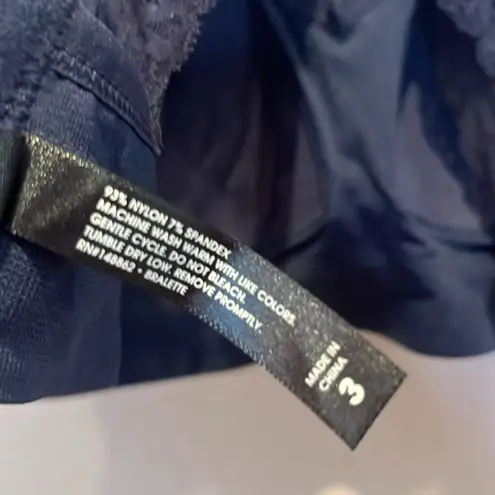 93% NYLON 7% SPANDEX
MACHINE WASH WARM WITH LIKE COLORS.
GENTLE CYCLE. DO NOT BLEACH.
TUMBLE DRY LOW. REMOVE PROMPTLY.
RN#148862 • BRALETTE
MADE IN
CHINA
3